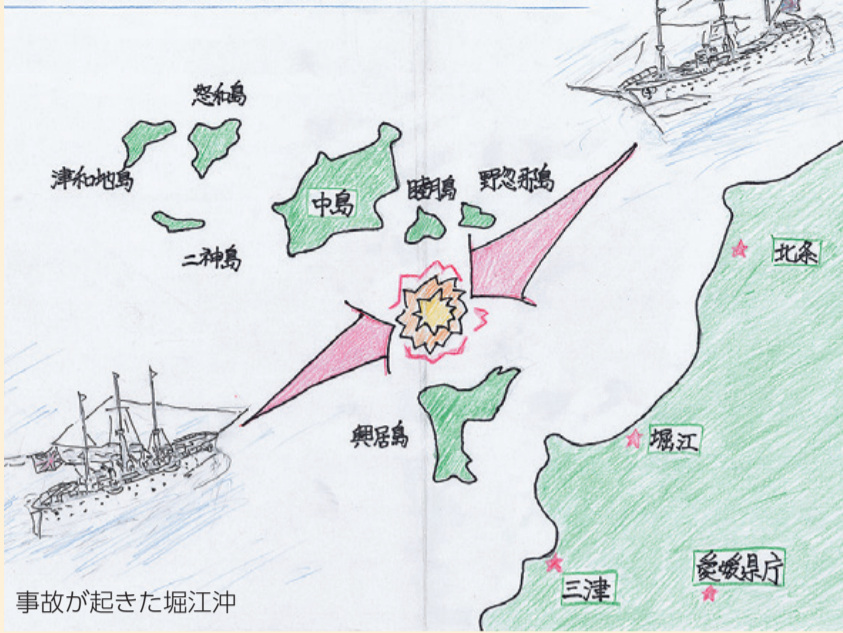 怒和島
津和地島
中島
睦月島
野忽那島
二神島
北条
興居島
堀江
三津
愛媛県庁
事故が起きた堀江沖